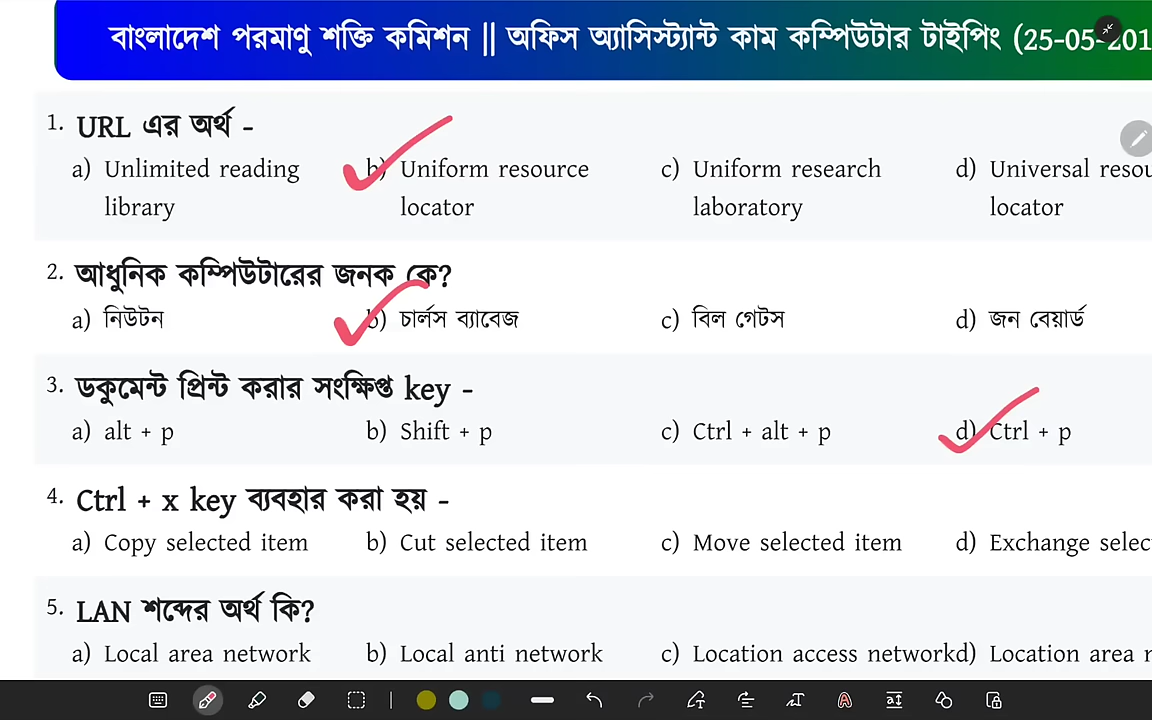 বাংলাদেশ পরমাণু শক্তি কমিশন || অফিস অ্যাসিস্ট্যান্ট কাম কম্পিউটার টাইপিং (25-05-201
1. URL এর অর্থ -
a) Unlimited reading library b) Uniform resource locator c) Uniform research laboratory d) Universal resou locator
2. আধুনিক কম্পিউটারের জনক কে?
a) নিউটন b) চার্লস ব্যাবেজ c) বিল গেটস d) জন বেয়ার্ড
3. ডকুমেন্ট প্রিন্ট করার সংক্ষিপ্ত key -
a) alt + p b) Shift + p c) Ctrl + alt + p d) Ctrl + p
4. Ctrl + x key ব্যবহার করা হয় -
a) Copy selected item b) Cut selected item c) Move selected item d) Exchange selec
5. LAN শব্দের অর্থ কি?
a) Local area network b) Local anti network c) Location access network d) Location area